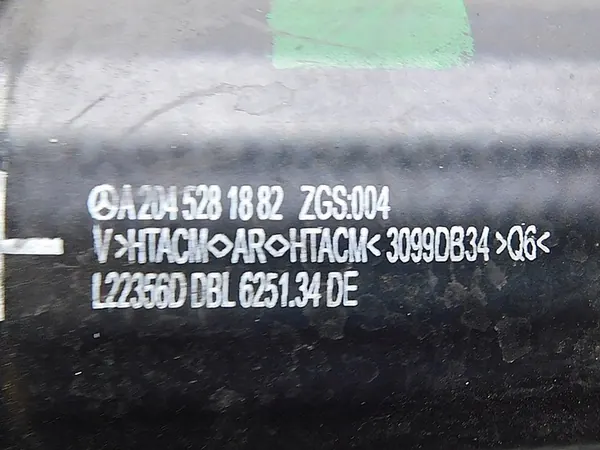 A 204 528 18 82 ZGS:004
V>HTACM<>AR<>HTACM< 3099DB34 >Q6<
L22356D DBL 6251.34 DE